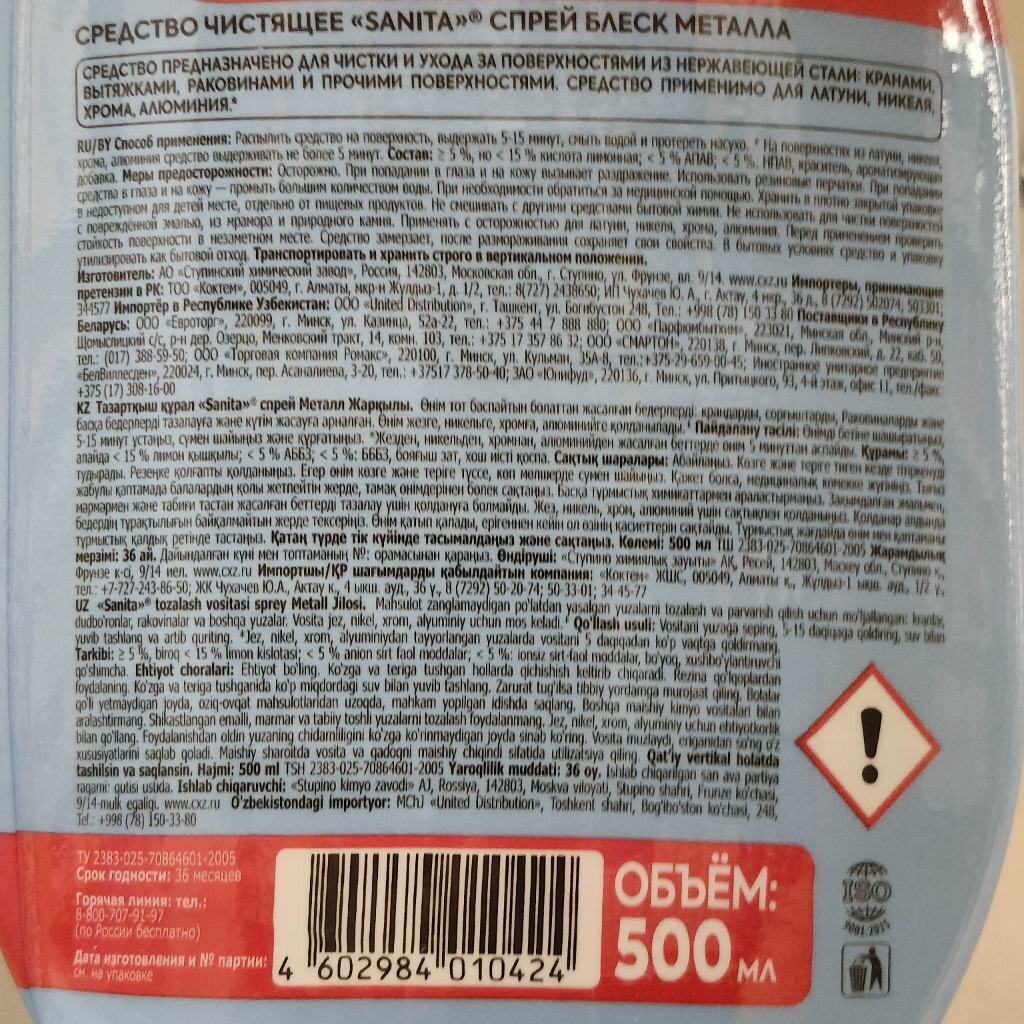 СРЕДСТВО ЧИСТЯЩЕЕ «SANITA»® СПРЕЙ БЛЕСК МЕТАЛЛА
СРЕДСТВО ПРЕДНАЗНАЧЕНО ДЛЯ ЧИСТКИ И УХОДА ЗА ПОВЕРХНОСТЯМИ ИЗ НЕРЖАВЕЮЩЕЙ СТАЛИ: КРАНАМИ,
ВЫТЯЖКАМИ, РАКОВИНАМИ И ПРОЧИМИ ПОВЕРХНОСТЯМИ. СРЕДСТВО ПРИМЕНИМО ДЛЯ ЛАТУНИ, НИКЕЛЯ,
ХРОМА, АЛЮМИНИЯ.*
RU/BY Способ применения: Распылить средство на поверхность, выдержать 5-15 минут, смыть водой и протереть насухо. * На поверхностях из латуни, никеля,
хрома, алюминия средство выдерживать не более 5 минут. Состав: ≥ 5 %, но < 15 % кислота лимонная; < 5 % АПАВ; < 5 %. НПАВ, краситель, ароматизирующая
добавка. Меры предосторожности: Осторожно. При попадании в глаза и на кожу вызывает раздражение. Использовать резиновые перчатки. При попадании
средства в глаза и на кожу — промыть большим количеством воды. При необходимости обратиться за медицинской помощью. Хранить в плотно закрытой упаковке
в недоступном для детей месте, отдельно от пищевых продуктов. Не смешивать с другими средствами бытовой химии. Не использовать для чистки поверхностей
с повреждённой эмалью, из мрамора и природного камня. Применять с осторожностью для латуни, никеля, хрома, алюминия. Перед применением проверить
стойкость поверхности в незаметном месте. Средство замерзает, после размораживания сохраняет свои свойства. В бытовых условиях средство и упаковку
утилизировать как бытовой отход. Транспортировать и хранить строго в вертикальном положении.
Изготовитель: АО «Ступинский химический завод», Россия, 142803, Московская обл., г. Ступино, ул. Фрунзе, вл. 9/14. www.cxz.ru Импортеры, принимающие
претензии в РК: ТОО «Коктем», 005049, г. Алматы, мкр-н Жулдыз-1, д. 1/2, тел.: 8(727) 2438650; ИП Чухачев Ю. А., г. Актау, 4 мкр., 36 д., 8 (7292) 502074, 503301,
344577 Импортёр в Республике Узбекистан: ООО «United Distribution», г. Ташкент, ул. Богибустон 248, Тел.: +998 (78) 150 33 80 Поставщики в Республику
Беларусь: ООО «Евроторг», 220099, г. Минск, ул. Казинца, 52а-22, тел.: +375 44 7 888 880; ООО «Парфюмбытхим», 223021, Минская обл., Минский р-н,
Щомыслицкий с/с, р-н дер. Озерцо, Менковский тракт, 14, комн. 103, тел.: +375 17 357 86 32; ООО «СМАРТОН», 220138, г. Минск, пер. Липковский, д. 22, каб. 50,
тел.: (017) 388-59-50; ООО «Торговая компания Ромакс», 220100, г. Минск, ул. Кульман, 35А-8, тел.:+375-29-659-00-45; Иностранное унитарное предприятие
«БелВиллесден», 220024, г. Минск, пер. Асаналиева, 3-20, тел.: +37517 378-50-40; ЗАО «Юнифуд», 220136, г. Минск, ул. Притыцкого, 93, 4-й этаж, офис 11, тел./факс
+375 (17) 308-16-00
KZ Тазартқыш құрал «Sanita»® спрей Металл Жарқылы. Өнім тот баспайтын болаттан жасалған бедерлерді: крандарды, сорғыштарды, Раковиналарды және
басқа бедерлерді тазалауға және күтім жасауға арналған. Өнім жезге, никельге, хромға, алюминийге қолданылады.* Пайдалану тәсілі: Өнімді бетіне шашыратыңыз,
5-15 минут ұстаңыз, сумен шайыңыз және құрғатыңыз. *Жезден, никельден, хромнан, алюминийден жасалған беттерде өнім 5 минуттан аспайды. Құрамы: ≥ 5 %,
алайда < 15 % лимон қышқылы; < 5 % АББЗ; < 5 %: БББЗ, бояғыш зат, хош иісті қоспа. Сақтық шаралары: Абайлаңыз. Көзге және теріге тиген кезде тітіркенуді
тудырады. Резеңке қолғапты қолданыңыз. Егер өнім көзге және теріге түссе, көп мөлшерде сумен шайыңыз. Қажет болса, медициналық көмекке жүгініңіз. Тығыз
жабулы қаптамада балалардың қолы жетпейтін жерде, тамақ өнімдерінен бөлек сақтаңыз. Басқа тұрмыстық химикаттармен араластырмаңыз. Зақымдалған эмальмен,
мәрмәрмен және табиғи тастан жасалған беттерді тазалау үшін қолдануға болмайды. Жез, никель, хром, алюминий үшін сақтықпен қолданыңыз. Қолданар алдында
бедердің тұрақтылығын байқалмайтын жерде тексеріңіз. Өнім қатып қалады, ерігеннен кейін ол өзінің қасиеттерін сақтайды. Тұрмыстық жағдайда өнім мен қаптаманы
тұрмыстық қалдық ретінде тастаңыз. Қатаң түрде тік күйінде тасымалдаңыз және сақтаңыз. Көлемі: 500 мл ТШ 2383-025-70864601-2005 Жарамдылық
мерзімі: 36 ай. Дайындалған күні мен топтаманың №: орамасынан қараңыз. Өндіруші: «Ступино химиялық зауыты» АҚ, Ресей, 142803, Мәскеу обл., Ступино қ.,
Фрунзе к-ә, 9/14 иел. www.cxz.ru Импортшы/ҚР шағымдарды қабылдайтын компания: «Коктем» ЖШС, 005049, Алматы қ., Жұлдыз-1 ықш. ауд., 1/2 ү.,
тел.: +7-727-243-86-50; ЖК Чухачев Ю.А., Актау қ., 4 ықш. ауд., 36 ү., 8 (7292) 50-20-74; 50-33-01; 34-45-77
UZ «Sanita»® tozalash vositasi sprey Metall Jilosi. Mahsulot zanglamaydigan po'latdan yasalgan yuzalarni tozalash va parvarish qilish uchun mo'ljallangan: kranlar,
dudbo'ronlar, rakovinalar va boshqa yuzalar. Vosita jez, nikel, xrom, alyuminiy uchun mos keladi.* Qo'llash usuli: Vositani yuzaga seping, 5-15 daqiqaga qoldiring, suv bilan
yuvib tashlang va artib quriting. *Jez, nikel, xrom, alyuminiydan tayyorlangan yuzalarda vositani 5 daqiqadan ko'p vaqtga qoldirmang.
Tarkibi: ≥ 5 %, biroq < 15 % limon kislotasi; < 5 % anion sirt faol moddalar; < 5 %: ionsiz sirt-faol moddalar, bo'yoq, xushbo'ylantiruvchi
qo'shimcha. Ehtiyot choralari: Ehtiyot bo'ling. Ko'zga va teriga tushgan hollarda qichishish keltirib chiqaradi. Rezina qo'lqoplardan
foydalaning. Ko'zga va teriga tushganida ko'p miqdordagi suv bilan yuvib tashlang. Zarurat tug'ilsa tibbiy yordamga murojaat qiling. Bolalar
qo'li yetmaydigan joyda, oziq-ovqat mahsulotlaridan uzoqda, mahkam yopilgan idishda saqlang. Boshqa maishiy kimyo vositalari bilan
aralashtirmang. Shikastlangan emalli, marmar va tabiiy toshli yuzalarni tozalash foydalanmang. Jez, nikel, xrom, alyuminiy uchun ehtiyotkorlik
bilan qo'llang. Foydalanishdan oldin yuzaning chidamliligini ko'zga ko'rinmaydigan joyda sinab ko'ring. Vosita muzlaydi, eriganidan so'ng o'z
xususiyatlarini saqlab qoladi. Maishiy sharoitda vosita va qadoqni maishiy chiqindi sifatida utilizatsiya qiling. Qat'iy vertikal holatda
tashilsin va saqlansin. Hajmi: 500 ml TSH 2383-025-70864601-2005 Yaroqlilik muddati: 36 oy. Ishlab chiqarilgan san ava partiya
raqami: qutisi ustida. Ishlab chiqaruvchi: «Stupino kimyo zavodi» AJ, Rossiya, 142803, Moskva viloyati, Stupino shahri, Frunze ko'chasi,
9/14-mulk egaligi. www.cxz.ru O'zbekistondagi importyor: MChJ «United Distribution», Toshkent shahri, Bog'ibo'ston ko'chasi, 248,
Tel.: +998 (78) 150-33-80
ТУ 2383-025-70864601-2005
Срок годности: 36 месяцев
Горячая линия: тел.:
8-800-707-91-97
(по России бесплатно)
Дата изготовления и № партии:
см. на упаковке
4 602984 010424
ОБЪЁМ:
500 МЛ
ISO
9001-2015